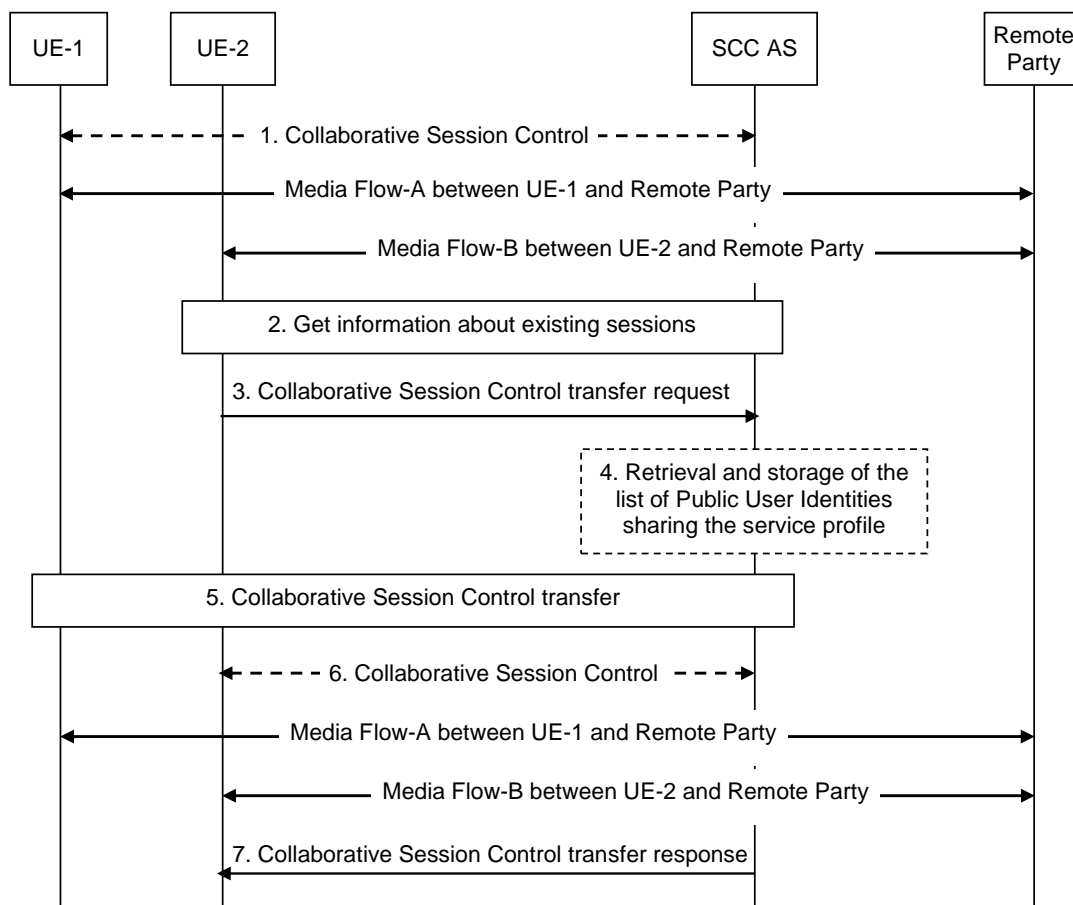 UE-1
UE-2
SCC AS
Remote
Party
1. Collaborative Session Control
Media Flow-A between UE-1 and Remote Party
Media Flow-B between UE-2 and Remote Party
2. Get information about existing sessions
3. Collaborative Session Control transfer request
4. Retrieval and storage of the
list of Public User Identities
sharing the service profile
5. Collaborative Session Control transfer
6. Collaborative Session Control
Media Flow-A between UE-1 and Remote Party
Media Flow-B between UE-2 and Remote Party
7. Collaborative Session Control transfer response